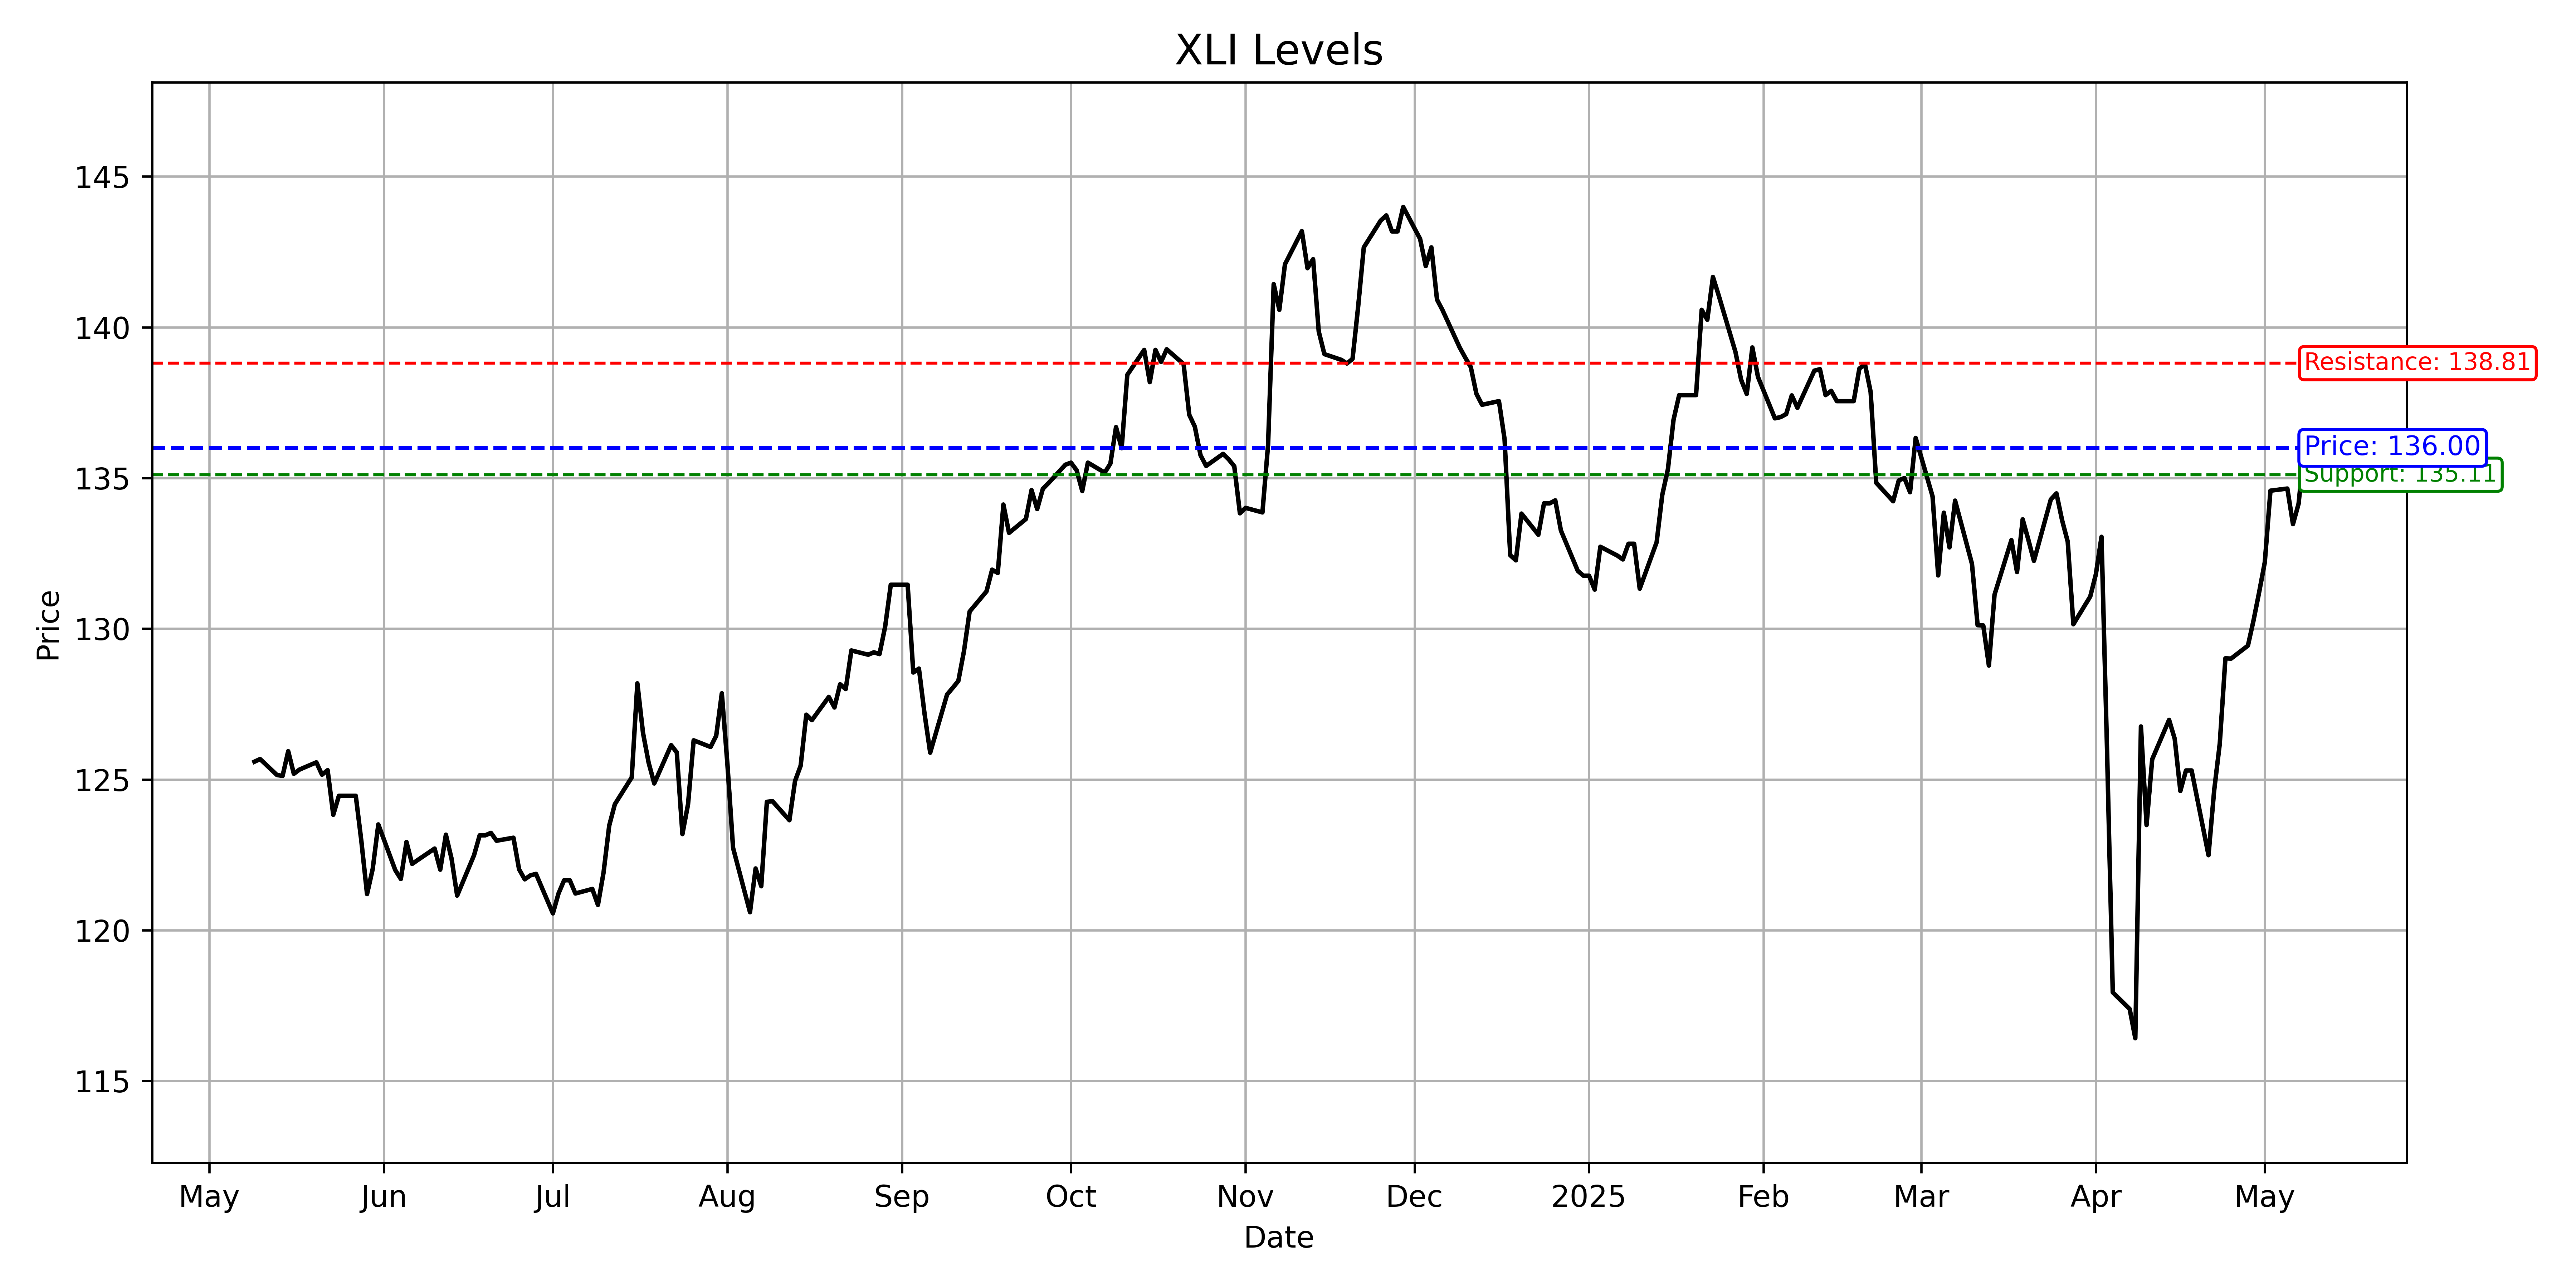 XLI Levels
145
140
135
130
125
120
115
Price
Resistance: 138.81
Price: 136.00
Support: 135.11
May Jun Jul Aug Sep Oct Nov Dec 2025 Feb Mar Apr May
Date